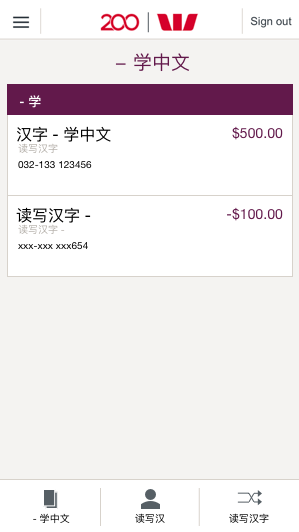 200 Sign out
– 学中文
- 学
汉字 - 学中文 $500.00
读写汉字
032-133 123456
读写汉字 - -$100.00
读写汉字 -
xxx-xxx xxx654
- 学中文 读写汉 读写汉字